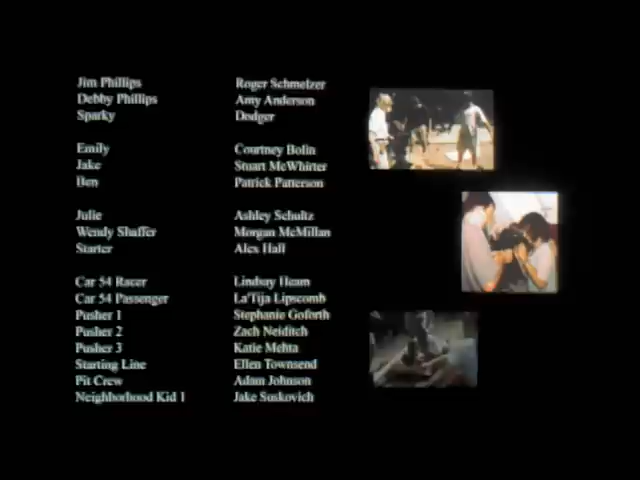 Jim Phillips Roger Schmelzer
Debby Phillips Amy Anderson
Sparky Dodger
Emily Courtney Bolin
Jake Stuart McWhirter
Ben Patrick Patterson
Julie Ashley Schultz
Wendy Shaffer Morgan McMillan
Starter Alex Hall
Car 54 Racer Lindsay Ileam
Car 54 Passenger La'Tija Lipscomb
Pusher 1 Stephanie Goforth
Pusher 2 Zach Neiditch
Pusher 3 Katie Mehta
Starting Line Ellen Townsend
Pit Crew Adam Johnson
Neighborhood Kid 1 Jake Suskovich